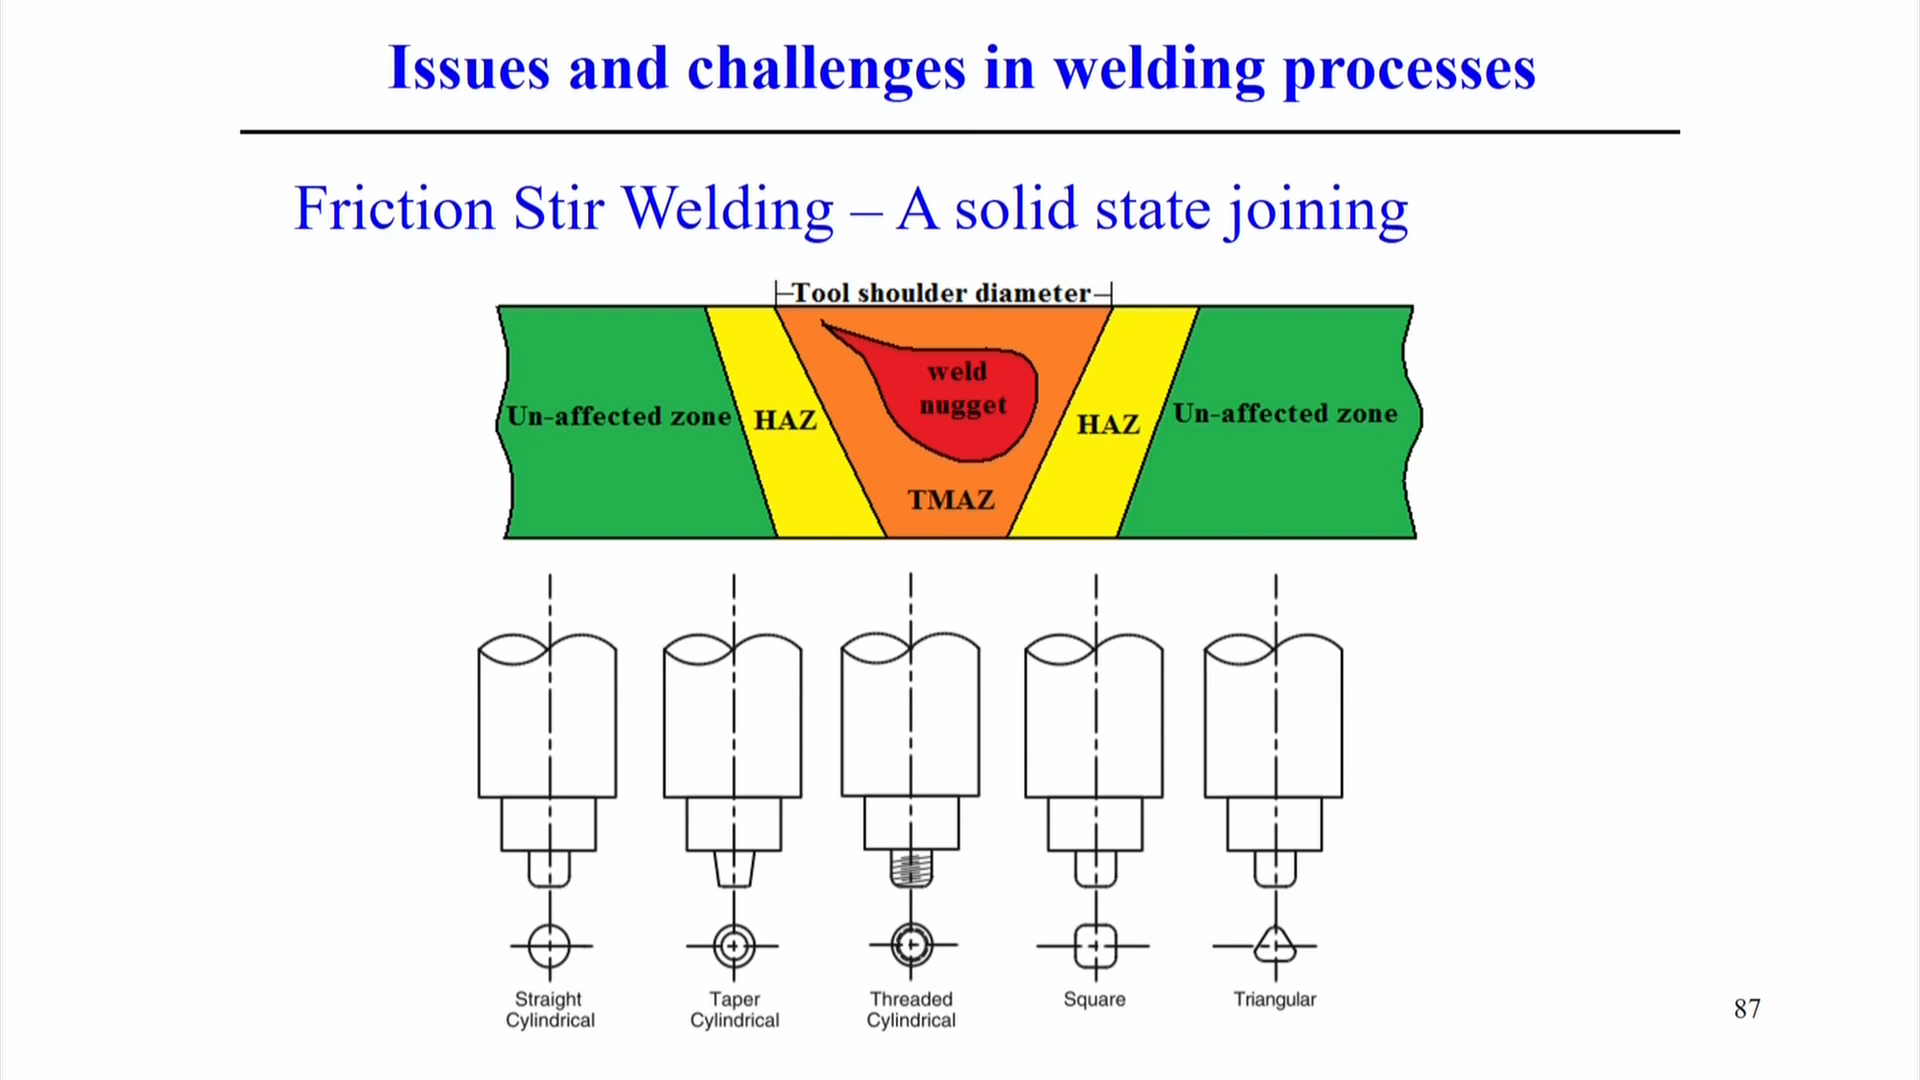 Issues and challenges in welding processes
Friction Stir Welding – A solid state joining
Tool shoulder diameter
Un-affected zone
HAZ
weld
nugget
TMAZ
HAZ
Un-affected zone
Straight
Cylindrical
Taper
Cylindrical
Threaded
Cylindrical
Square
Triangular
87